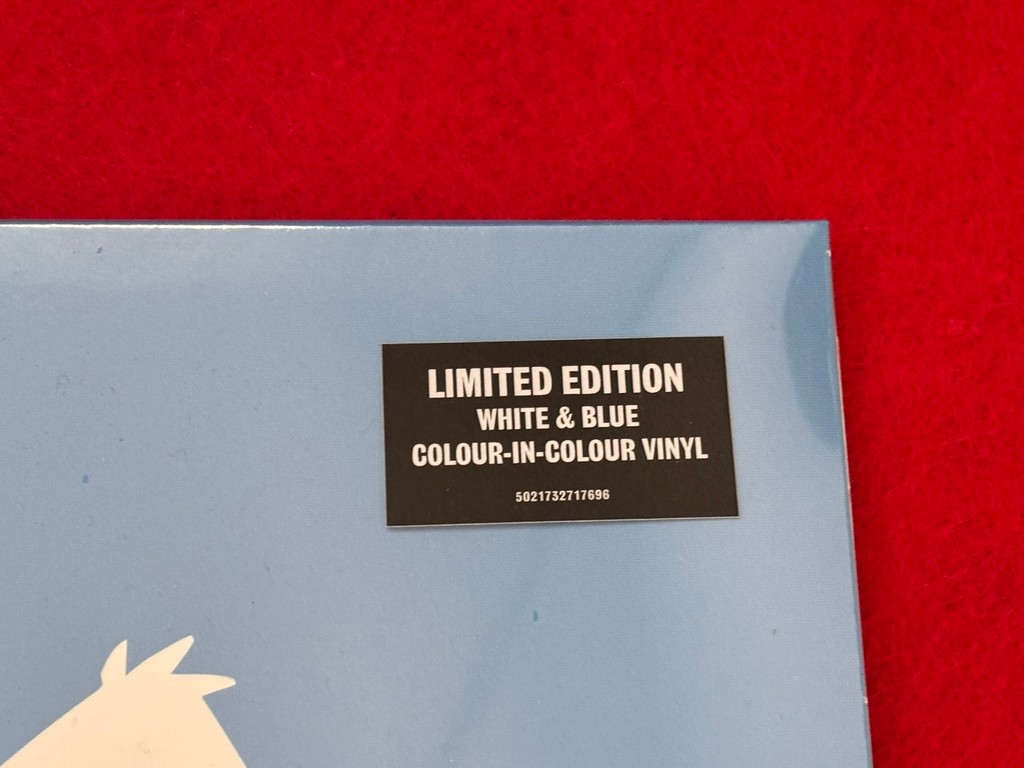 LIMITED EDITION
WHITE & BLUE
COLOUR-IN-COLOUR VINYL
5021732717696